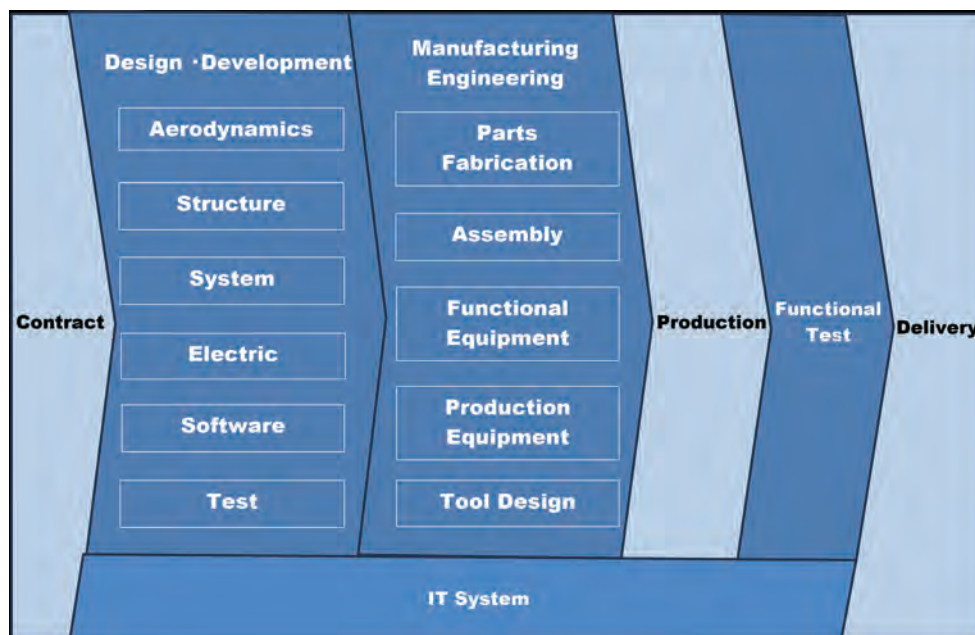 Contract
Design ・Development
Aerodynamics
Structure
System
Electric
Software
Test
Manufacturing
Engineering
Parts
Fabrication
Assembly
Functional
Equipment
Production
Equipment
Tool Design
Production
Functional
Test
Delivery
IT System